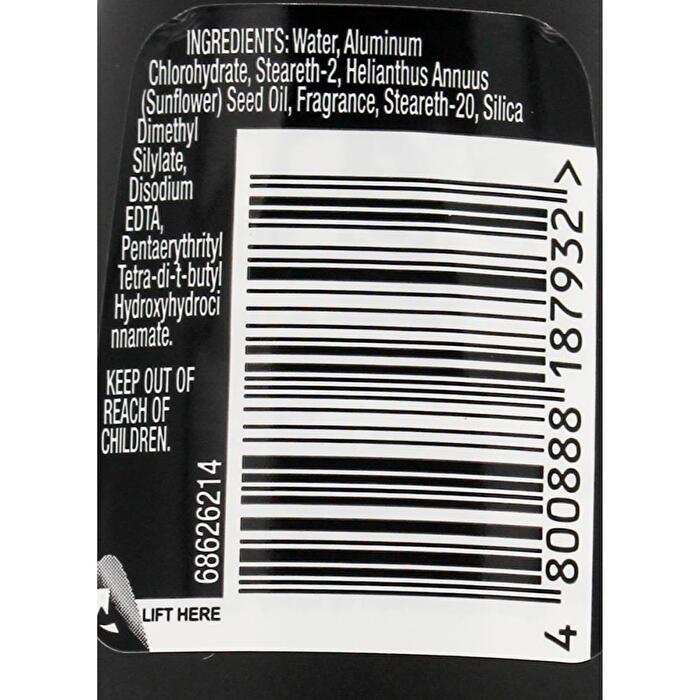 INGREDIENTS: Water, Aluminum
Chlorohydrate, Steareth-2, Helianthus Annuus
(Sunflower) Seed Oil, Fragrance, Steareth-20, Silica
Dimethyl
Silylate,
Disodium
EDTA,
Pentaerythrityl
Tetra-di-t-butyl
Hydroxyhydroci
nnamate.
KEEP OUT OF
REACH OF
CHILDREN.
68626214
LIFT HERE
4 800888 187932 >